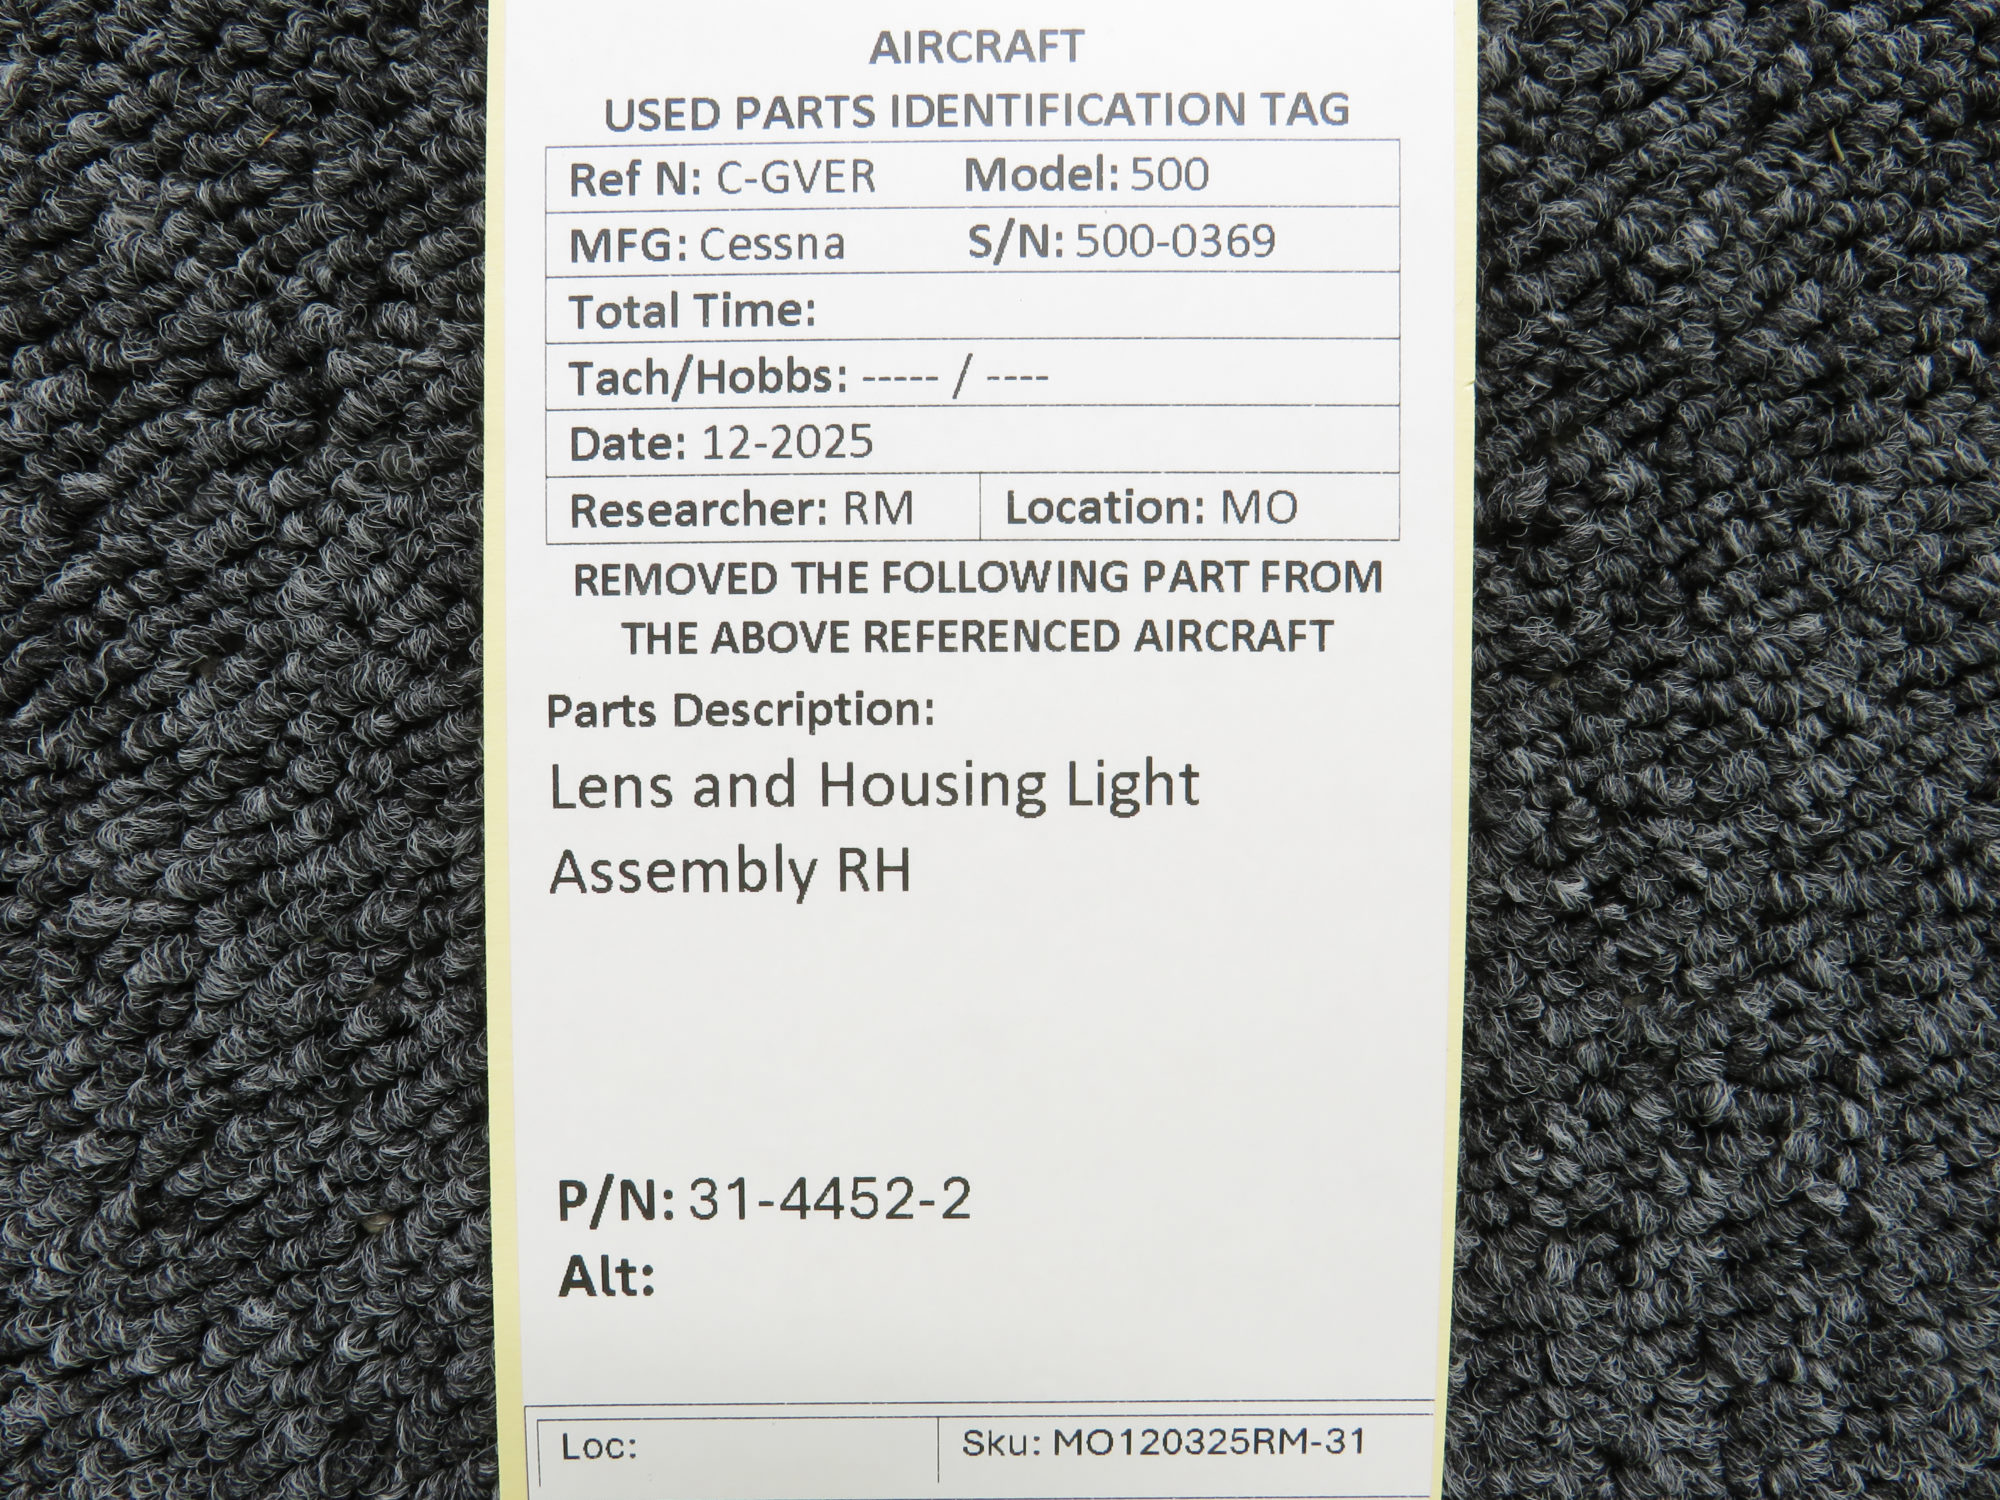 AIRCRAFT
USED PARTS IDENTIFICATION TAG
Ref N: C-GVER Model: 500
MFG: Cessna S/N: 500-0369
Total Time:
Tach/Hobbs: ----- / ----
Date: 12-2025
Researcher: RM Location: MO
REMOVED THE FOLLOWING PART FROM
THE ABOVE REFERENCED AIRCRAFT
Parts Description:
Lens and Housing Light
Assembly RH
P/N: 31-4452-2
Alt:
Loc: Sku: MO120325RM-31